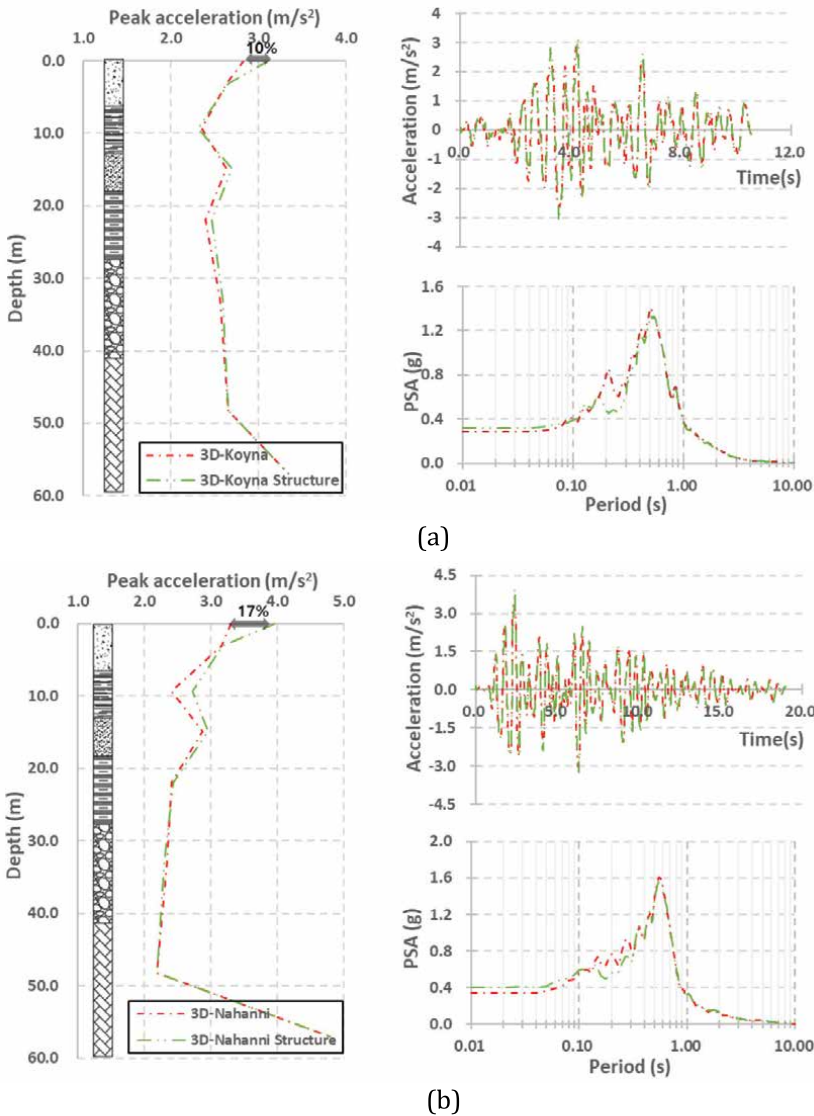 Peak acceleration (m/s²)
1.0 2.0 3.0 4.0
10%
0.0
10.0
20.0
30.0
40.0
50.0
60.0
Depth (m)
3D-Koyna
3D-Koyna Structure
4
3
2
1
0
-1
-2
-3
-4
Acceleration (m/s²)
0.0 4.0 8.0 12.0
Time(s)
1.6
1.2
0.8
0.4
0.0
PSA (g)
0.01 0.10 1.00 10.00
Period (s)
(a)
Peak acceleration (m/s²)
1.0 2.0 3.0 4.0 5.0
17%
0.0
10.0
20.0
30.0
40.0
50.0
60.0
Depth (m)
3D-Nahanni
3D-Nahanni Structure
4.5
3.0
1.5
0.0
-1.5
-3.0
-4.5
Acceleration (m/s²)
0.0 5.0 10.0 15.0 20.0
Time(s)
2.0
1.6
1.2
0.8
0.4
0.0
PSA (g)
0.01 0.10 1.00 10.00
Period (s)
(b)